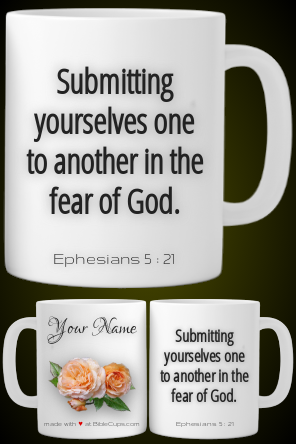 Submitting
yourselves one
to another in the
fear of God.
Ephesians 5 : 21
Your Name
made with ♥ at BibleCups.com
Submitting
yourselves one
to another in the
fear of God.
Ephesians 5 : 21